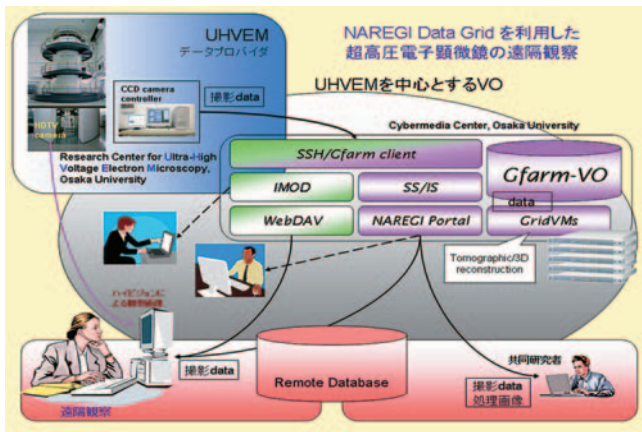 NAREGI Data Grid を利用した
超高圧電子顕微鏡の遠隔観察
UHVEM
データプロバイダ
UHVEMを中心とするVO
CCD camera
controller
撮影data
HDTV
camera
Research Center for Ultra-High
Voltage Electron Microscopy,
Osaka University
Cybermedia Center, Osaka University
SSH/Gfarm client
Gfarm-VO
IMOD
SS/IS
data
WebDAV
NAREGI Portal
GridVMs
Tomographic/3D
reconstruction
ハイビジョンに
よる観察画像
撮影data
遠隔観察
Remote Database
共同研究者
撮影data
処理画像